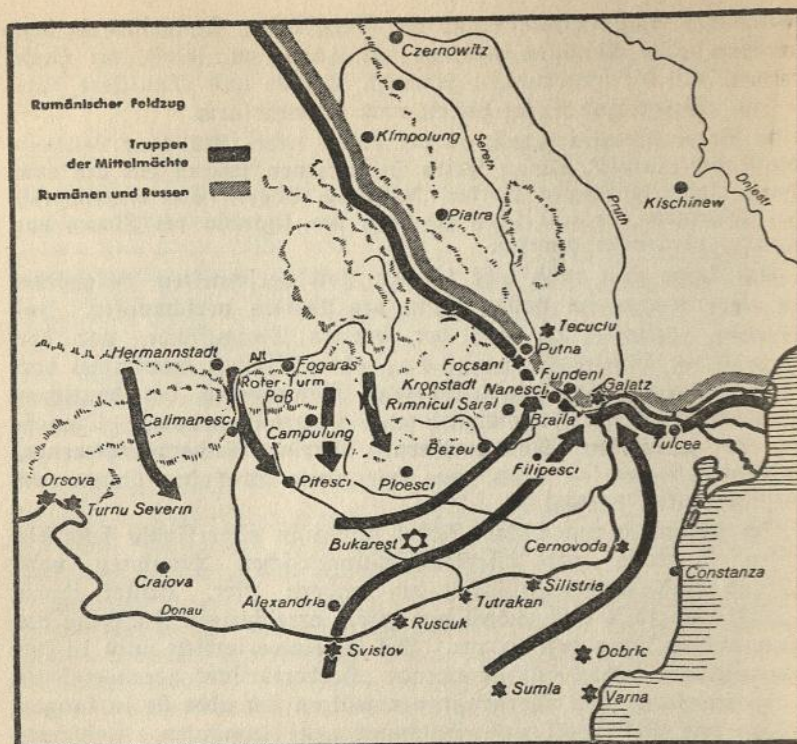 Rumänischer Feldzug
Truppen
der Mittelmächte
Rumänen und Russen
Czernowitz
Kimpolung
Sereth
Pruth
Dnjestr
Kischinew
Piatra
Tecuciu
Putna
Focsani
Fundeni
Hermannstadt
Alt
Fogaras
Kronstadt
Nanesci
Galatz
Roter-Turm
Paß
Rimnicul Sarat
Braila
Calimanesci
Campulung
Bezeu
Tulcea
Orsova
Pitesci
Ploesci
Filipesci
Turnu Severin
Bukarest
Cernovoda
Craiova
Silistria
Constanza
Alexandria
Tutrakan
Donau
Ruscuk
Svistov
Dobric
Sumla
Varna